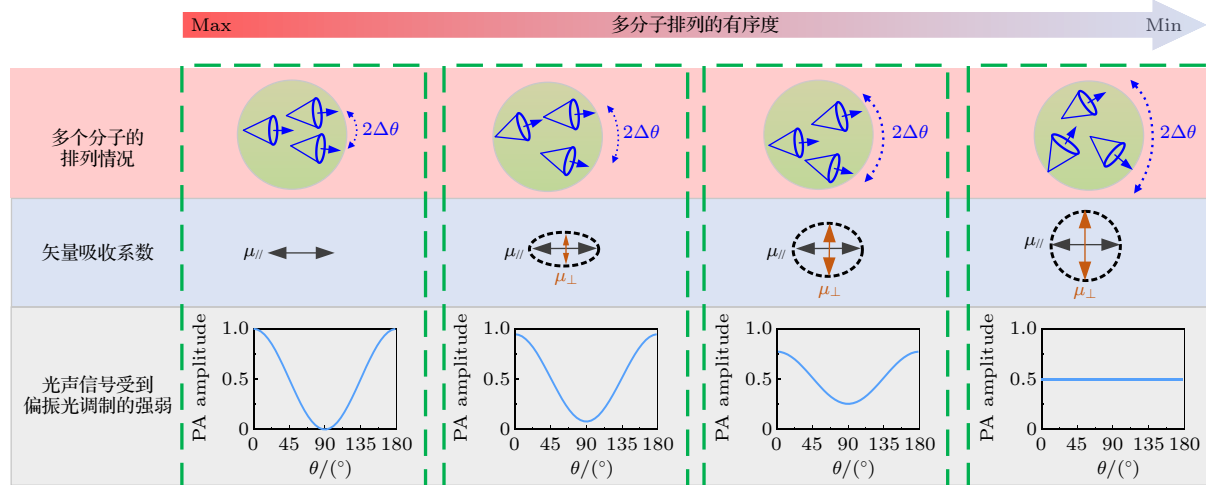 Max 多分子排列的有序度 Min
多个分子的
排列情况
2Δθ 2Δθ 2Δθ 2Δθ
矢量吸收系数
μ// μ// μ// μ//
μ⊥ μ⊥ μ⊥
光声信号受到
偏振光调制的强弱
PA amplitude
1.0
0.5
0
0 45 90 135 180
θ/(°)
PA amplitude
1.0
0.5
0
0 45 90 135 180
θ/(°)
PA amplitude
1.0
0.5
0
0 45 90 135 180
θ/(°)
PA amplitude
1.0
0.5
0
0 45 90 135 180
θ/(°)